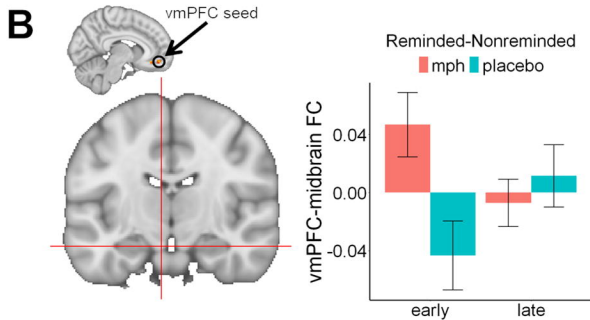 B
vmPFC seed
Reminded-Nonreminded
mph placebo
vmPFC-midbrain FC
0.04
0.00
-0.04
early late